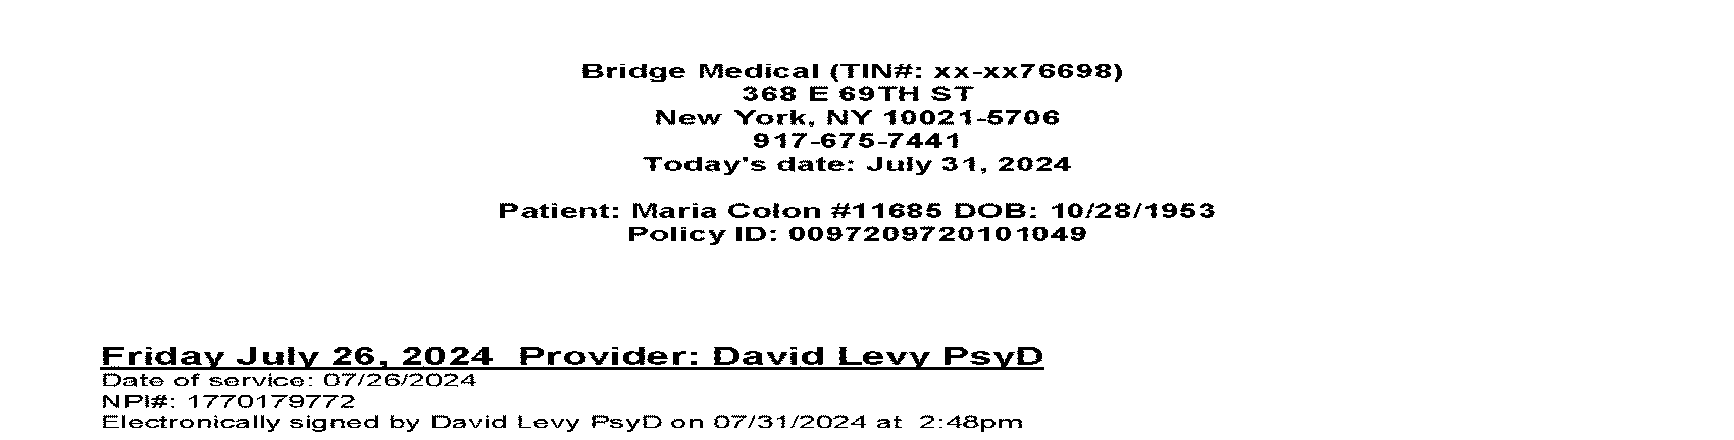 Bridge Medical (TIN#: xx-xx76698)
368 E 69TH ST
New York, NY 10021-5706
917-675-7441
Today's date: July 31, 2024
Patient: Maria Colon #11685 DOB: 10/28/1953
Policy ID: 0097209720101049
Friday July 26, 2024  Provider: David Levy PsyD
Date of service: 07/26/2024
NPI#: 1770179772
Electronically signed by David Levy PsyD on 07/31/2024 at  2:48pm